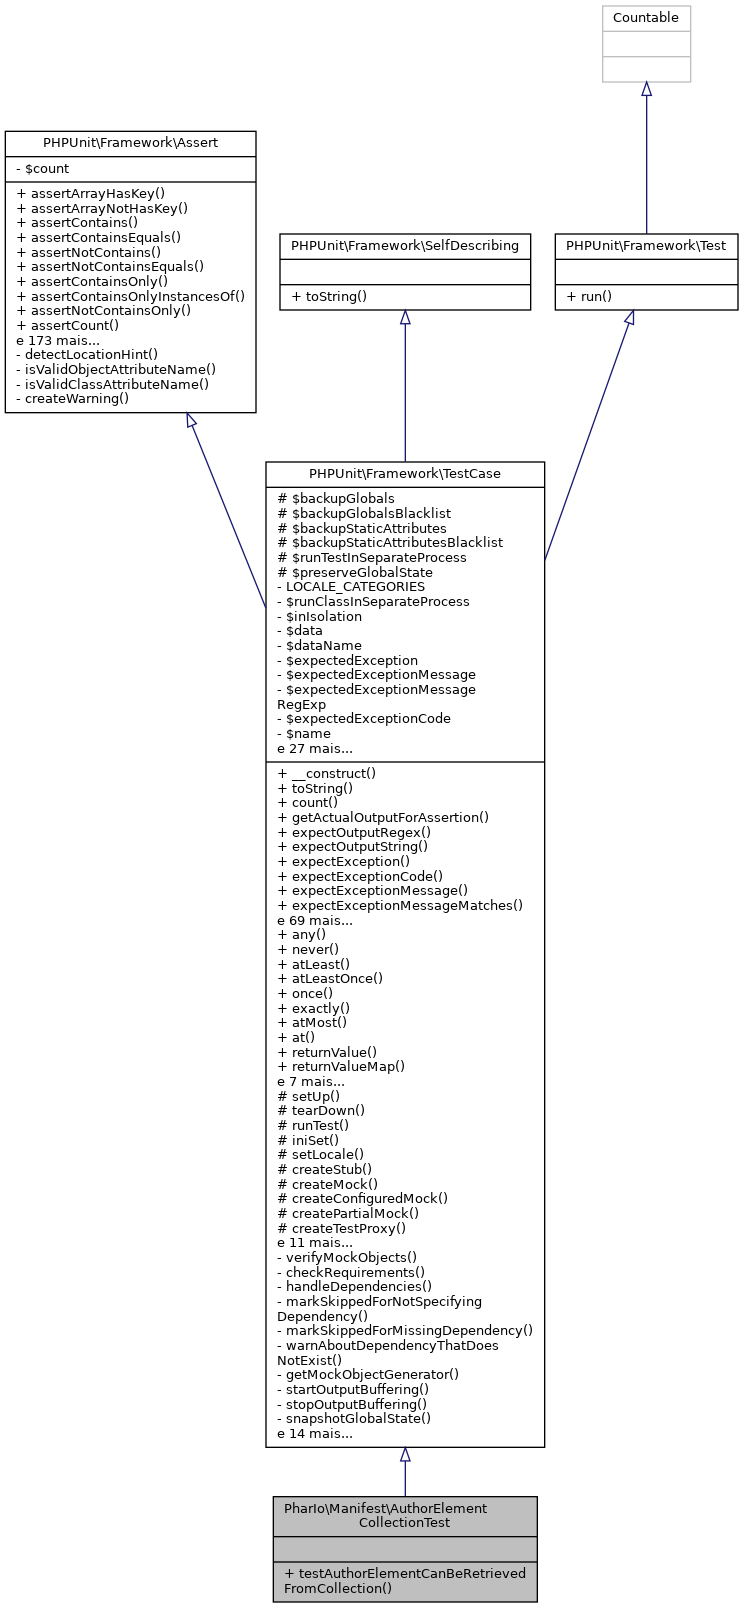 Countable
PHPUnit\Framework\Assert
- $count
+ assertArrayHasKey()
+ assertArrayNotHasKey()
+ assertContains()
+ assertContainsEquals()
+ assertNotContains()
+ assertNotContainsEquals()
+ assertContainsOnly()
+ assertContainsOnlyInstancesOf()
+ assertNotContainsOnly()
+ assertCount()
e 173 mais...
- detectLocationHint()
- isValidObjectAttributeName()
- isValidClassAttributeName()
- createWarning()
PHPUnit\Framework\SelfDescribing
+ toString()
PHPUnit\Framework\Test
+ run()
PHPUnit\Framework\TestCase
# $backupGlobals
# $backupGlobalsBlacklist
# $backupStaticAttributes
# $backupStaticAttributesBlacklist
# $runTestInSeparateProcess
# $preserveGlobalState
- LOCALE_CATEGORIES
- $runClassInSeparateProcess
- $inIsolation
- $data
- $dataName
- $expectedException
- $expectedExceptionMessage
- $expectedExceptionMessage
RegExp
- $expectedExceptionCode
- $name
e 27 mais...
+ __construct()
+ toString()
+ count()
+ getActualOutputForAssertion()
+ expectOutputRegex()
+ expectOutputString()
+ expectException()
+ expectExceptionCode()
+ expectExceptionMessage()
+ expectExceptionMessageMatches()
e 69 mais...
+ any()
+ never()
+ atLeast()
+ atLeastOnce()
+ once()
+ exactly()
+ atMost()
+ at()
+ returnValue()
+ returnValueMap()
e 7 mais...
# setUp()
# tearDown()
# runTest()
# iniSet()
# setLocale()
# createStub()
# createMock()
# createConfiguredMock()
# createPartialMock()
# createTestProxy()
e 11 mais...
- verifyMockObjects()
- checkRequirements()
- handleDependencies()
- markSkippedForNotSpecifying
Dependency()
- markSkippedForMissingDependency()
- warnAboutDependencyThatDoes
NotExist()
- getMockObjectGenerator()
- startOutputBuffering()
- stopOutputBuffering()
- snapshotGlobalState()
e 14 mais...
PharIo\Manifest\AuthorElement
CollectionTest
+ testAuthorElementCanBeRetrieved
FromCollection()